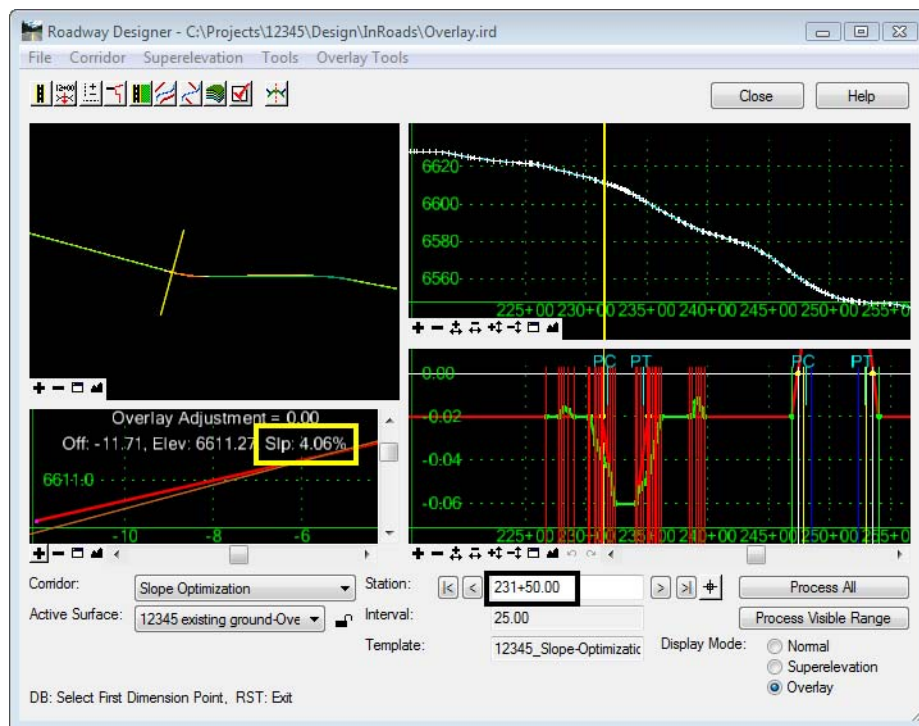 Roadway Designer - C:\Projects\12345\Design\InRoads\Overlay.ird
File Corridor Superelevation Tools Overlay Tools
12+00
Close Help
6620
6600
6580
6560
225+00 230+00 235+00 240+00 245+00 250+00 255+0
Overlay Adjustment = 0.00
Off: -11.71, Elev: 6611.27 Slp: 4.06%
6611.0
-10 -8 -6
PC PT PC PT
0.00
-0.02
-0.04
-0.06
225+00 230+00 235+00 240+00 245+00 250+00 255+0
Corridor: Slope Optimization Station: |< < 231+50.00 > >| Process All
Active Surface: 12345 existing ground-Ove Interval: 25.00 Process Visible Range
Template: 12345_Slope-Optimizatic Display Mode: Normal
Superelevation
Overlay
DB: Select First Dimension Point, RST: Exit